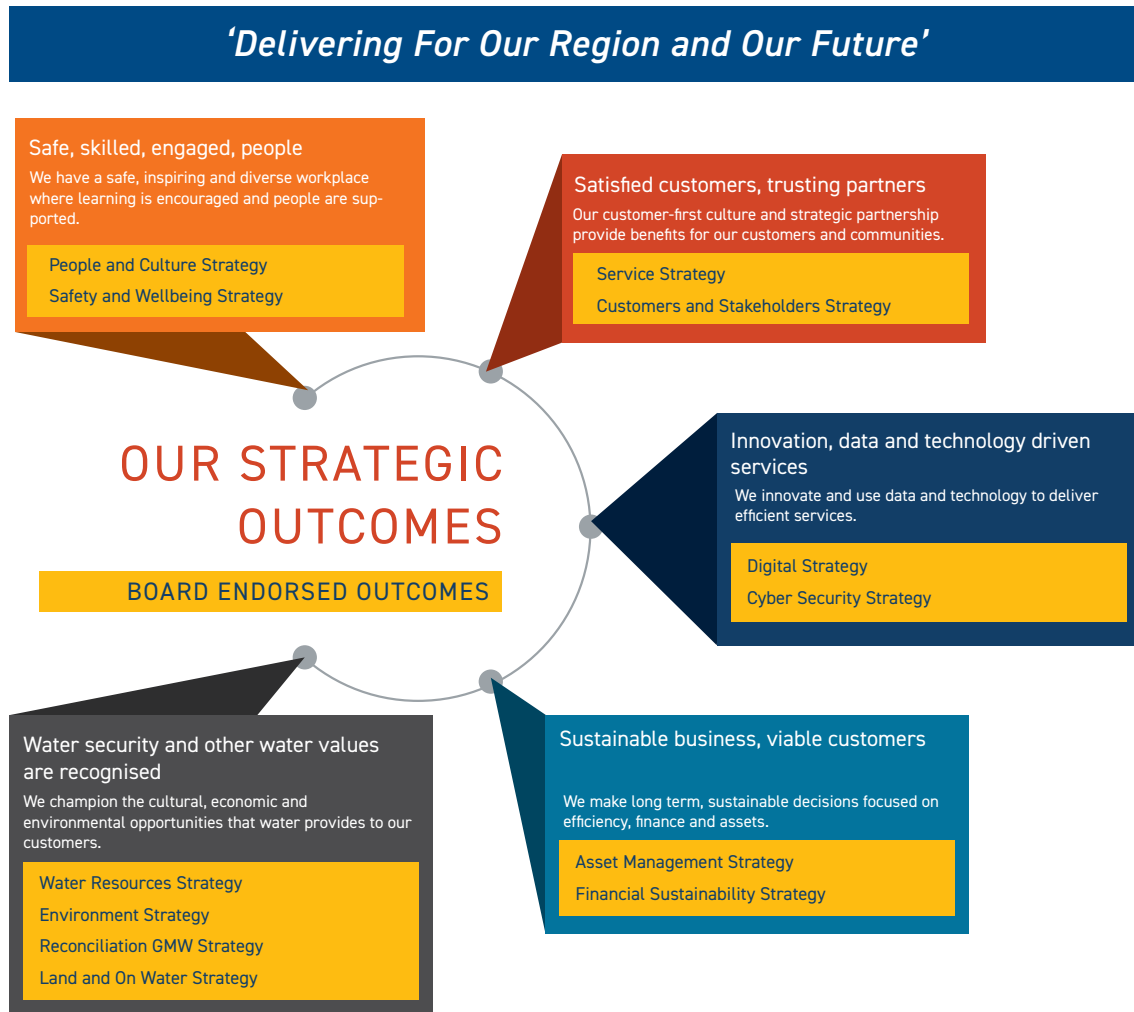 ‘Delivering For Our Region and Our Future’
Safe, skilled, engaged, people
We have a safe, inspiring and diverse workplace
where learning is encouraged and people are sup-
ported.
People and Culture Strategy
Safety and Wellbeing Strategy
Satisfied customers, trusting partners
Our customer-first culture and strategic partnership
provide benefits for our customers and communities.
Service Strategy
Customers and Stakeholders Strategy
OUR STRATEGIC
OUTCOMES
BOARD ENDORSED OUTCOMES
Innovation, data and technology driven
services
We innovate and use data and technology to deliver
efficient services.
Digital Strategy
Cyber Security Strategy
Water security and other water values
are recognised
We champion the cultural, economic and
environmental opportunities that water provides to our
customers.
Water Resources Strategy
Environment Strategy
Reconciliation GMW Strategy
Land and On Water Strategy
Sustainable business, viable customers
We make long term, sustainable decisions focused on
efficiency, finance and assets.
Asset Management Strategy
Financial Sustainability Strategy